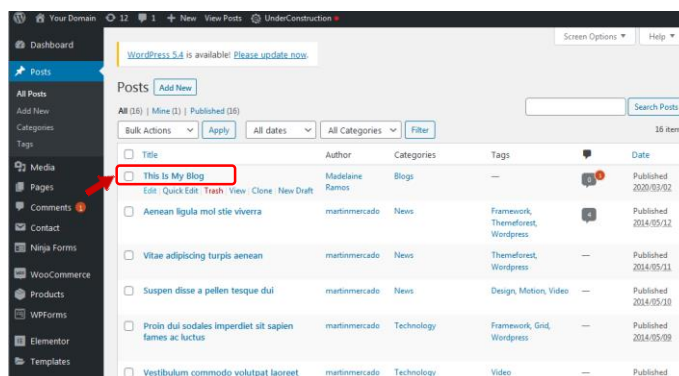 Your Domain 12 1 + New View Posts UnderConstruction
Dashboard
Posts
All Posts
Add New
Categories
Tags
Media
Pages
Comments 1
Contact
Ninja Forms
WooCommerce
Products
WPForms
Elementor
Templates
Screen Options Help
WordPress 5.4 is available! Please update now.
Posts Add New
All (16) | Mine (1) | Published (16)
Search Posts
Bulk Actions Apply All dates All Categories Filter
16 item
Title Author Categories Tags Date
This Is My Blog Madelaine Ramos Blogs — 0 1 Published 2020/03/02
Edit | Quick Edit | Trash | View | Clone | New Draft
Aenean ligula mol stie viverra martinmercado News Framework, Themeforest, Wordpress 4 Published 2014/05/12
Vitae adipiscing turpis aenean martinmercado News Themeforest, Wordpress — Published 2014/05/11
Suspen disse a pellen tesque dui martinmercado News Design, Motion, Video — Published 2014/05/10
Proin dui sodales imperdiet sit sapien martinmercado Technology Framework, Grid, Wordpress — Published 2014/05/09
fames ac luctus
Vestibulum commodo volutpat laoreet martinmercado Technology Video — Published